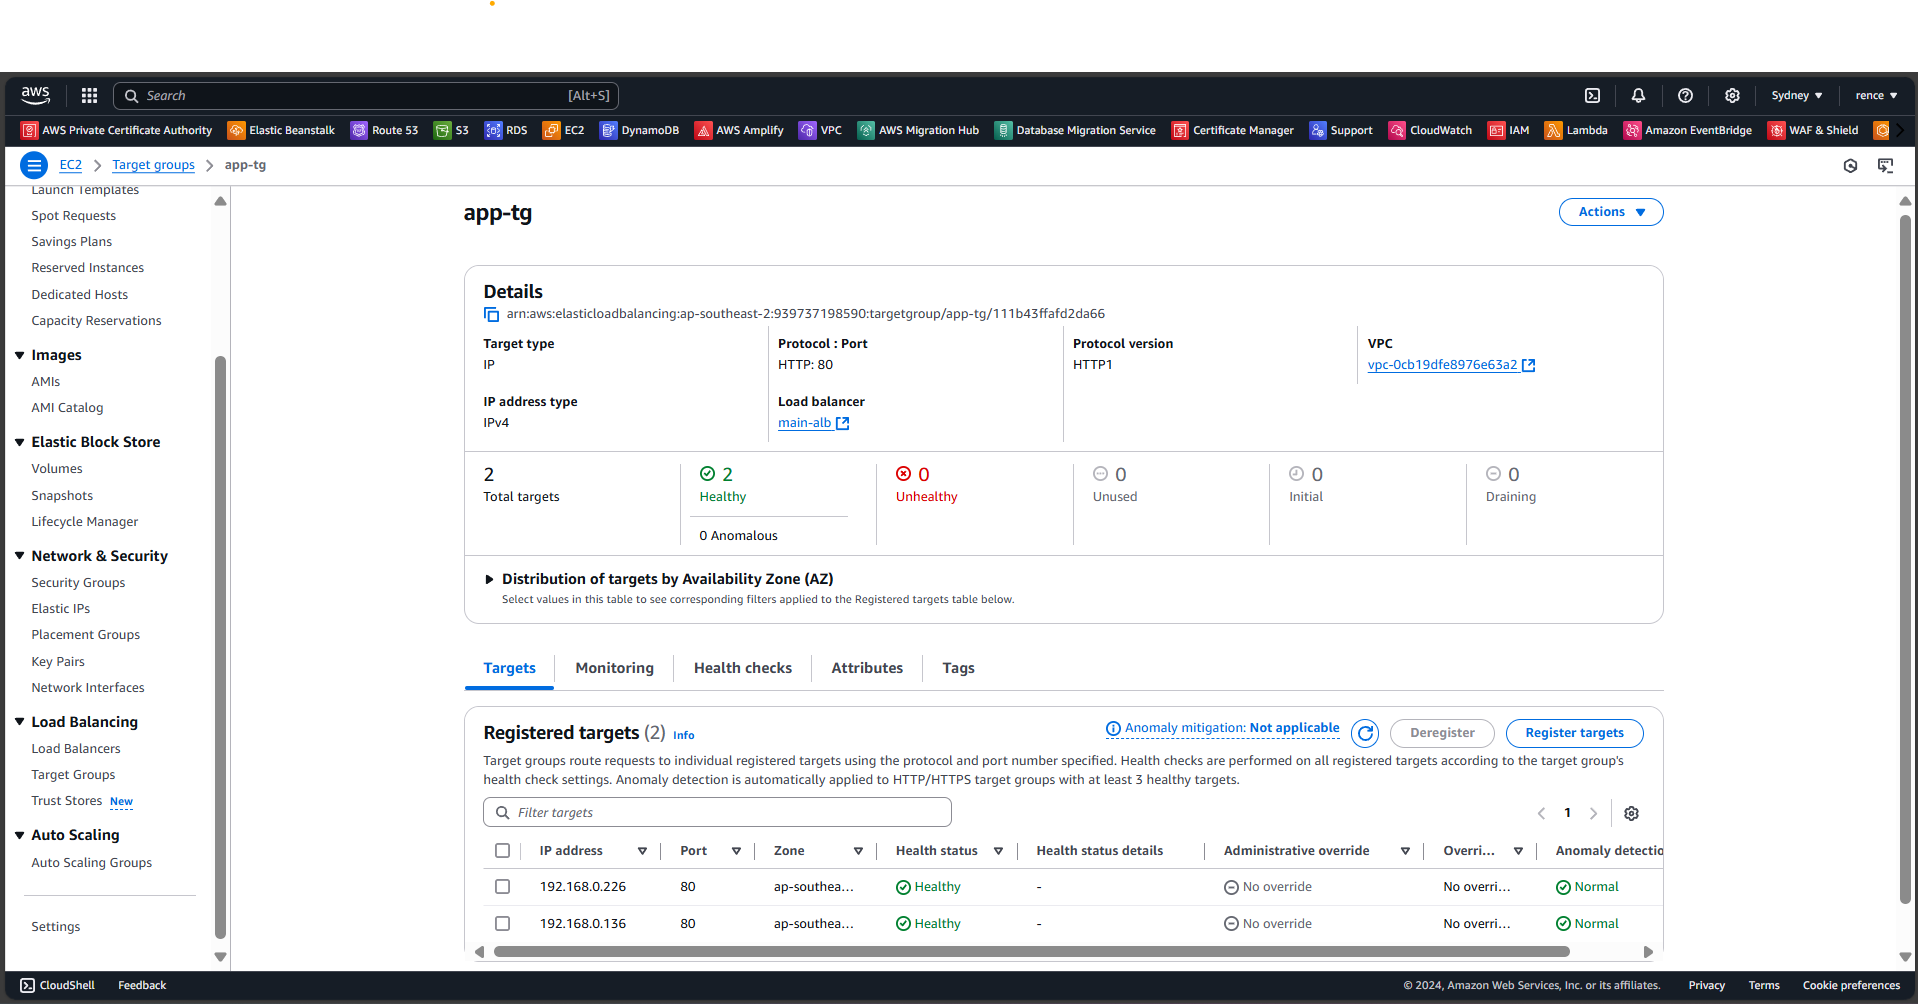 aws
Search [Alt+S]
Sydney ▼
rence ▼
AWS Private Certificate Authority Elastic Beanstalk Route 53 S3 RDS EC2 DynamoDB AWS Amplify VPC AWS Migration Hub Database Migration Service Certificate Manager Support CloudWatch IAM Lambda Amazon EventBridge WAF & Shield
EC2 > Target groups > app-tg
Launch Templates
Spot Requests
Savings Plans
Reserved Instances
Dedicated Hosts
Capacity Reservations
Images
AMIs
AMI Catalog
Elastic Block Store
Volumes
Snapshots
Lifecycle Manager
Network & Security
Security Groups
Elastic IPs
Placement Groups
Key Pairs
Network Interfaces
Load Balancing
Load Balancers
Target Groups
Trust Stores New
Auto Scaling
Auto Scaling Groups
Settings
app-tg
Actions ▼
Details
arn:aws:elasticloadbalancing:ap-southeast-2:939737198590:targetgroup/app-tg/111b43ffafd2da66
Target type
IP
Protocol : Port
HTTP: 80
Protocol version
HTTP1
VPC
vpc-0cb19dfe8976e63a2
IP address type
IPv4
Load balancer
main-alb
2
Total targets
2
Healthy
0 Anomalous
0
Unhealthy
0
Unused
0
Initial
0
Draining
Distribution of targets by Availability Zone (AZ)
Select values in this table to see corresponding filters applied to the Registered targets table below.
Targets Monitoring Health checks Attributes Tags
Registered targets (2) Info
Anomaly mitigation: Not applicable
Deregister
Register targets
Target groups route requests to individual registered targets using the protocol and port number specified. Health checks are performed on all registered targets according to the target group's
health check settings. Anomaly detection is automatically applied to HTTP/HTTPS target groups with at least 3 healthy targets.
Filter targets
1
IP address Port Zone Health status Health status details Administrative override Overri... Anomaly detectio
192.168.0.226 80 ap-southea... Healthy - No override No overri... Normal
192.168.0.136 80 ap-southea... Healthy - No override No overri... Normal
CloudShell Feedback
© 2024, Amazon Web Services, Inc. or its affiliates. Privacy Terms Cookie preferences